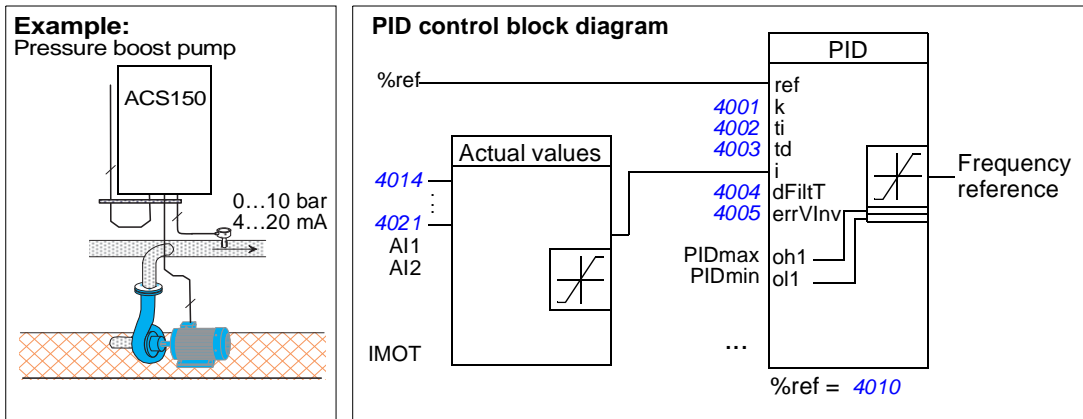 Example:
Pressure boost pump
ACS150
0…10 bar
4…20 mA
PID control block diagram
%ref
Actual values
4014
4021
AI1
AI2
IMOT
PID
ref
4001 k
4002 ti
4003 td
i
4004 dFiltT
4005 errVInv
PIDmax oh1
PIDmin ol1
...
%ref = 4010
Frequency
reference